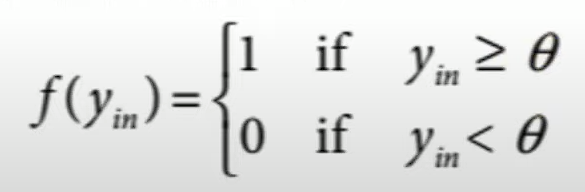 f(y_in) = { 1 if y_in ≥ θ
0 if y_in < θ